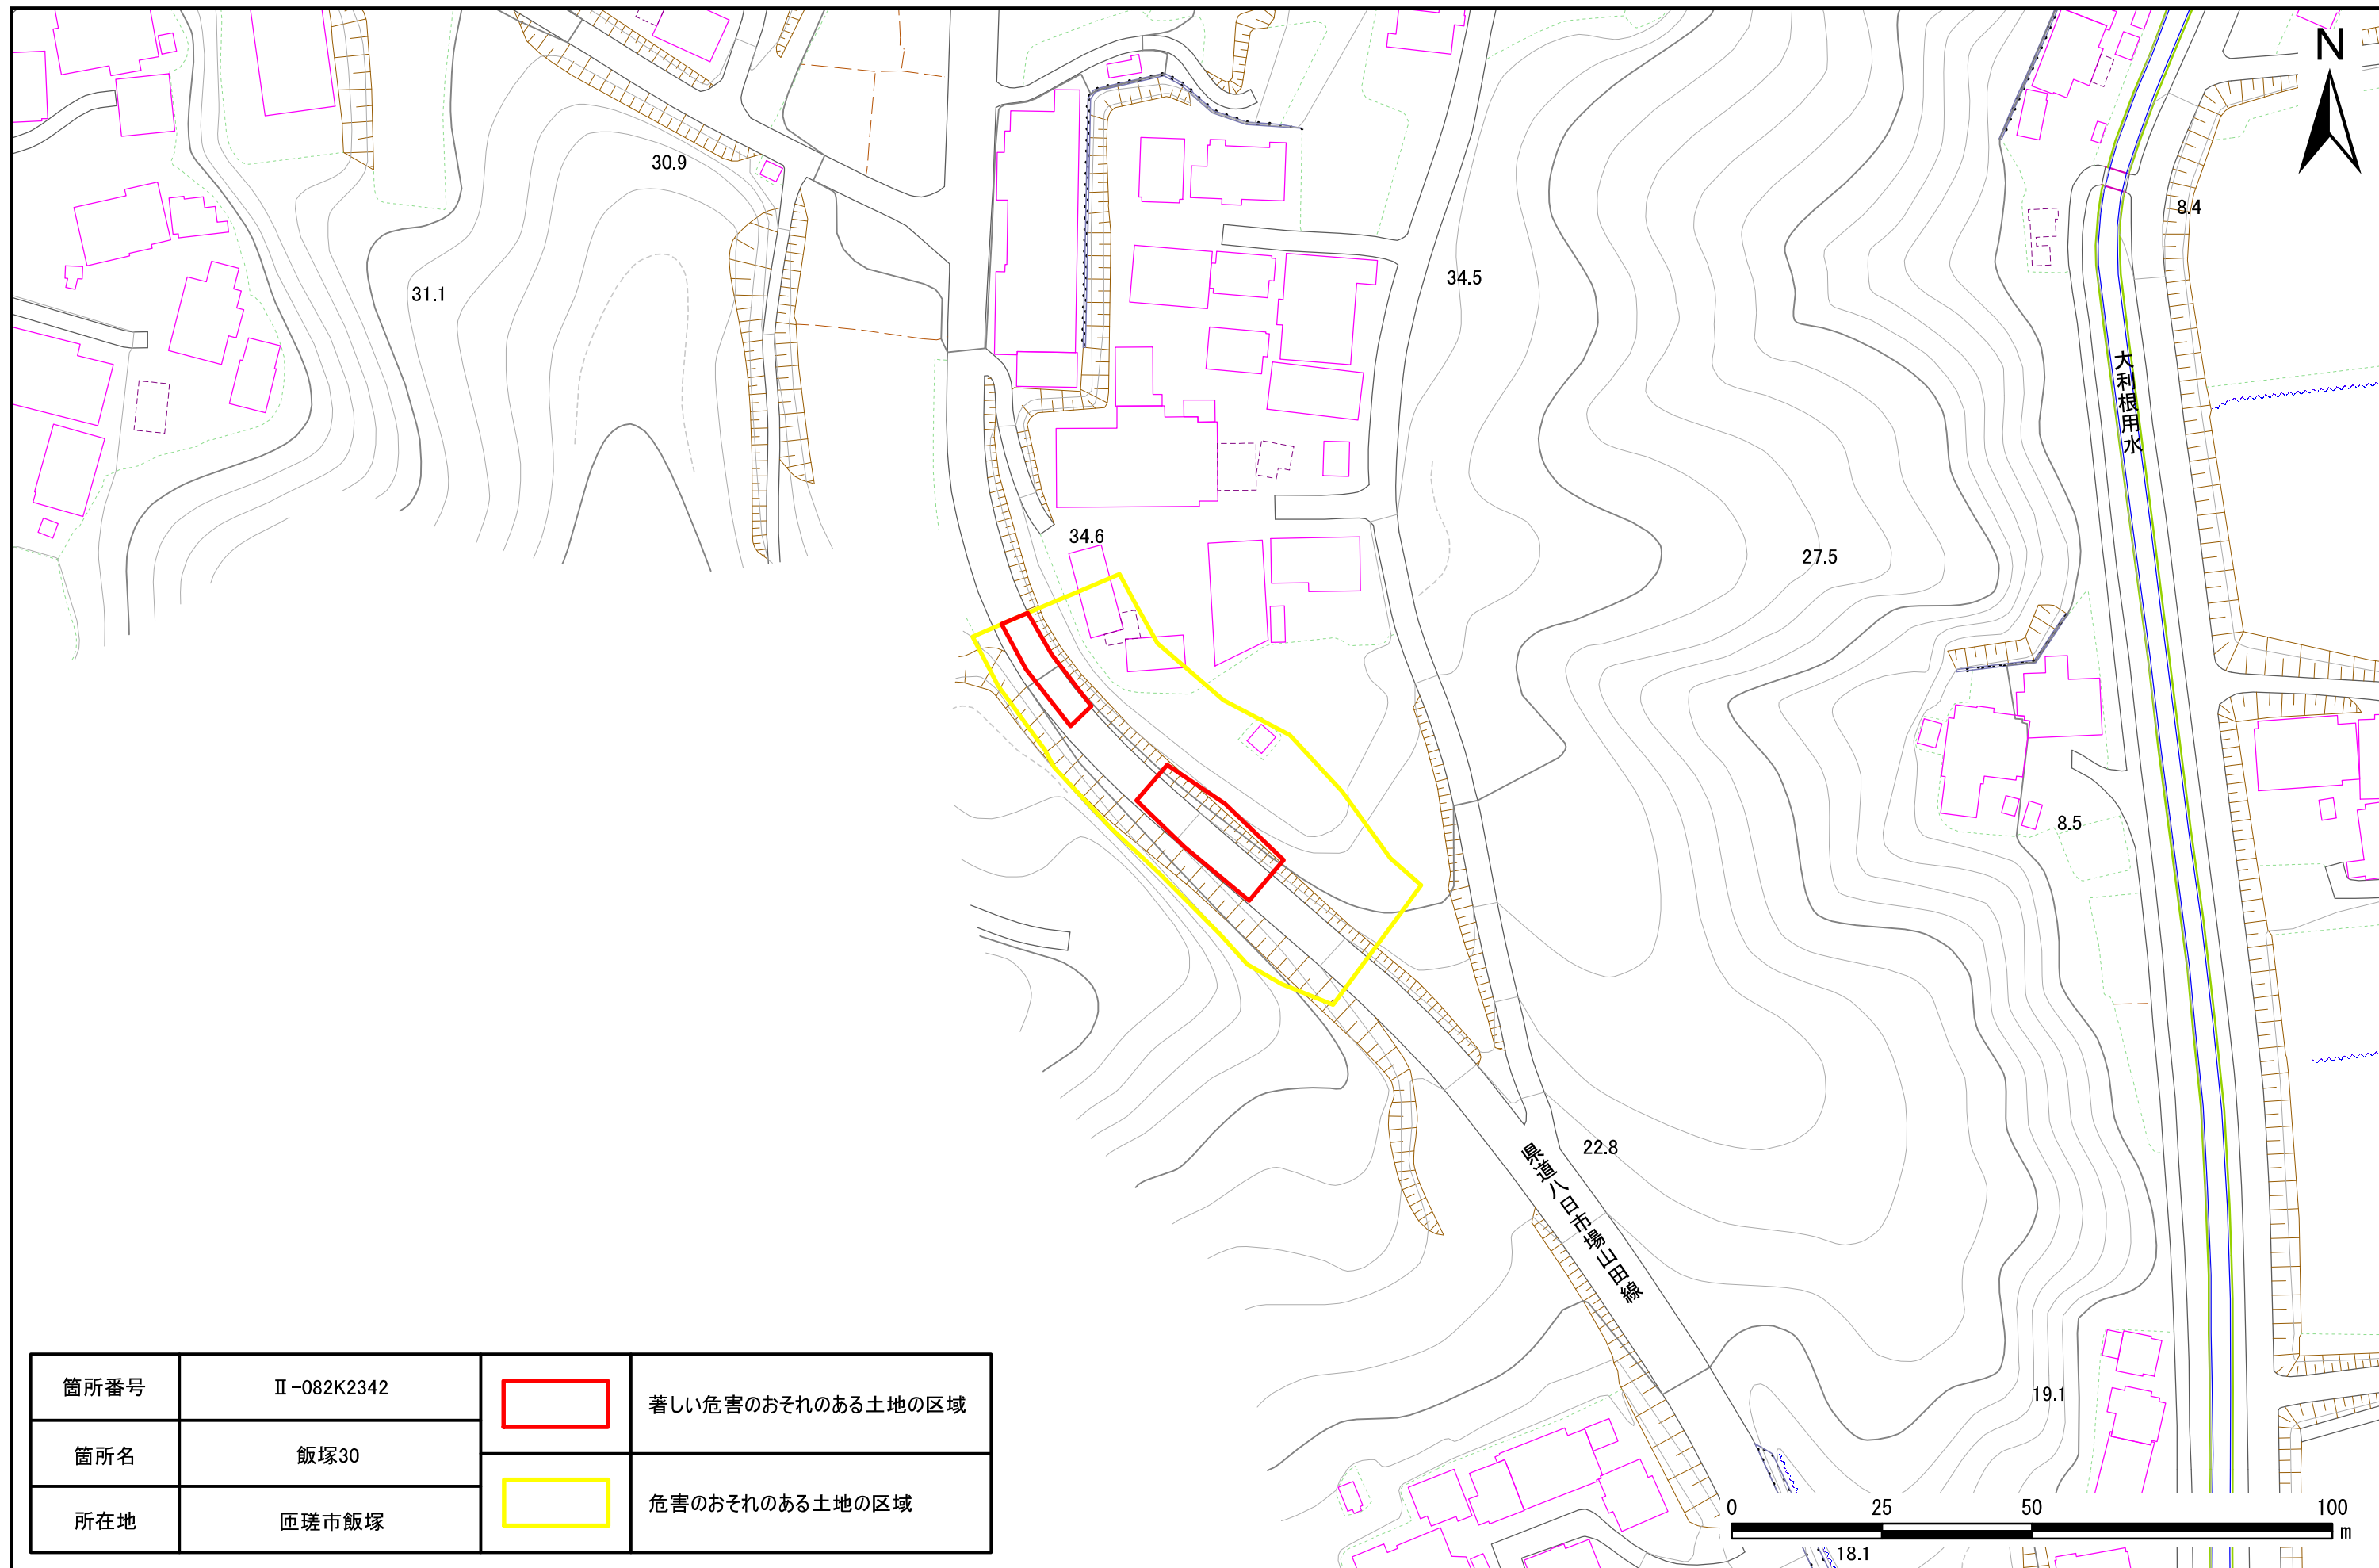 N
30.9
8.4
31.1
34.5
大利根用水
34.6
27.5
8.5
22.8
県道八日市場山田線
19.1
箇所番号 Ⅱ-082K2342
箇所名 飯塚30
所在地 匝瑳市飯塚
著しい危害のおそれのある土地の区域
危害のおそれのある土地の区域
0 25 50 100
m
18.1